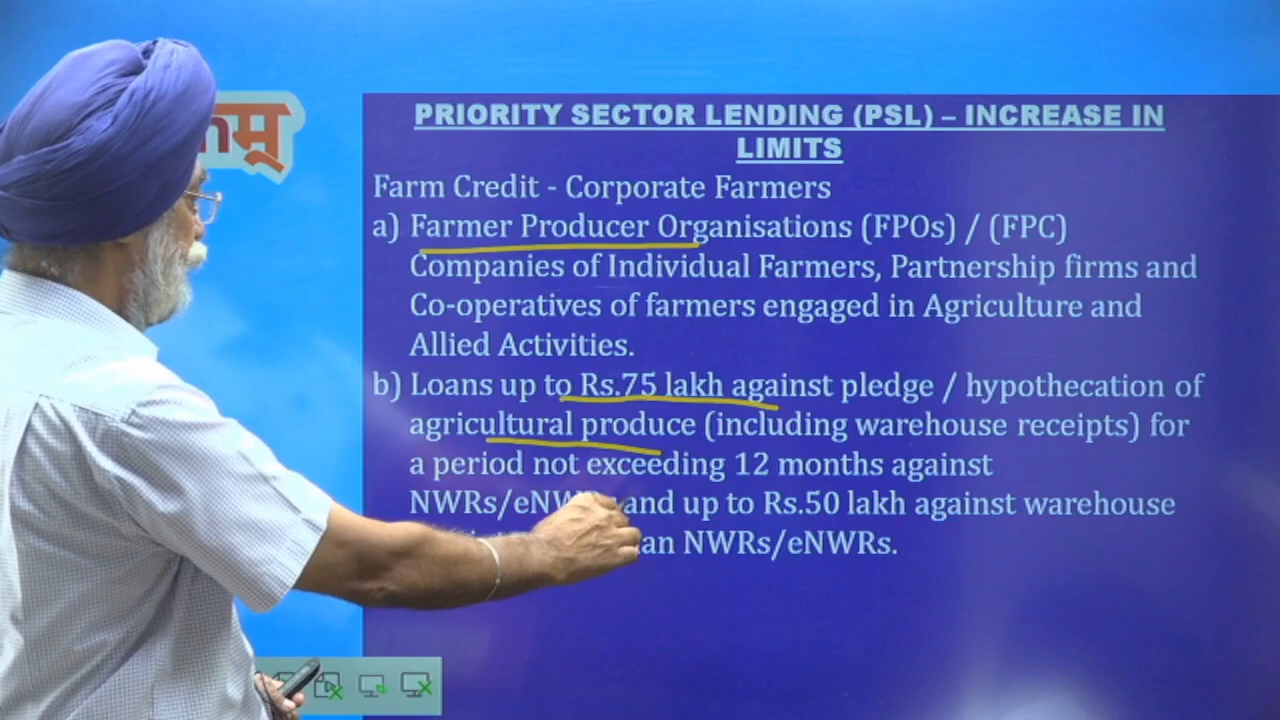 मू
PRIORITY SECTOR LENDING (PSL) – INCREASE IN
LIMITS
Farm Credit - Corporate Farmers
a) Farmer Producer Organisations (FPOs) / (FPC)
Companies of Individual Farmers, Partnership firms and
Co-operatives of farmers engaged in Agriculture and
Allied Activities.
b) Loans up to Rs.75 lakh against pledge / hypothecation of
agricultural produce (including warehouse receipts) for
a period not exceeding 12 months against
and up to Rs.50 lakh against warehouse
NWRs/eNWRs.